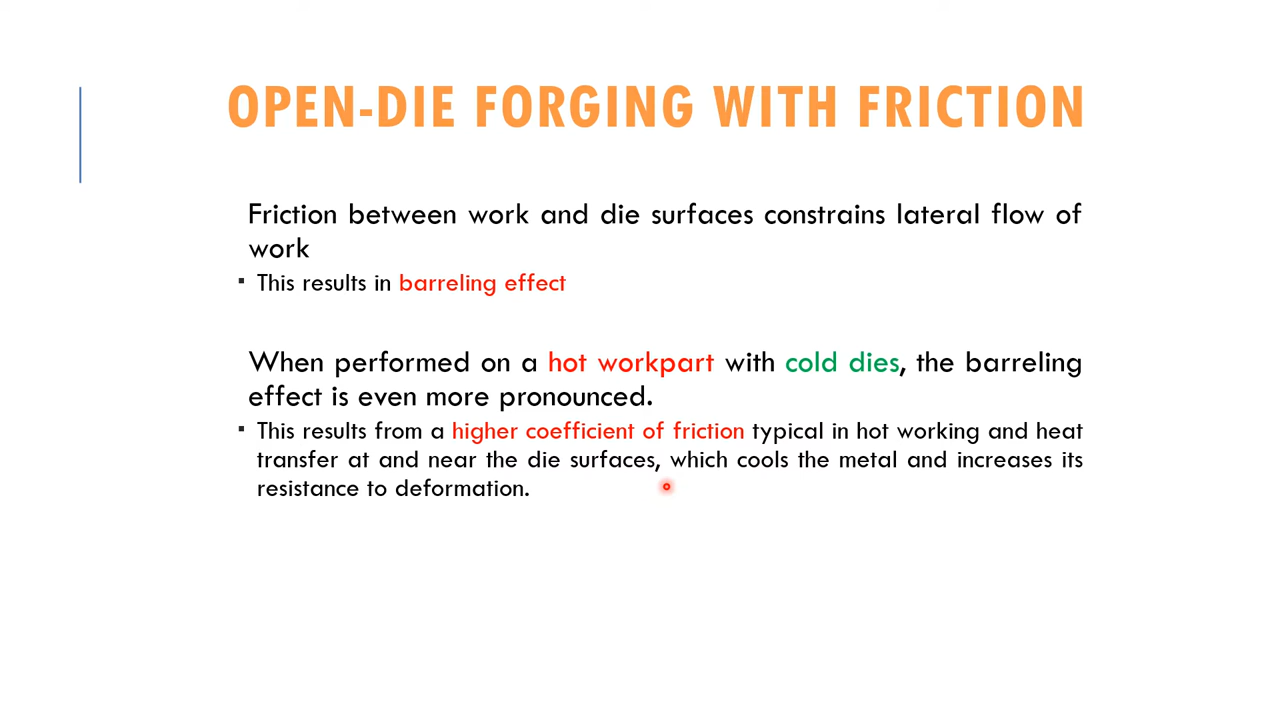 OPEN-DIE FORGING WITH FRICTION
Friction between work and die surfaces constrains lateral flow of
work
▪ This results in barreling effect
When performed on a hot workpart with cold dies, the barreling
effect is even more pronounced.
▪ This results from a higher coefficient of friction typical in hot working and heat
transfer at and near the die surfaces, which cools the metal and increases its
resistance to deformation.